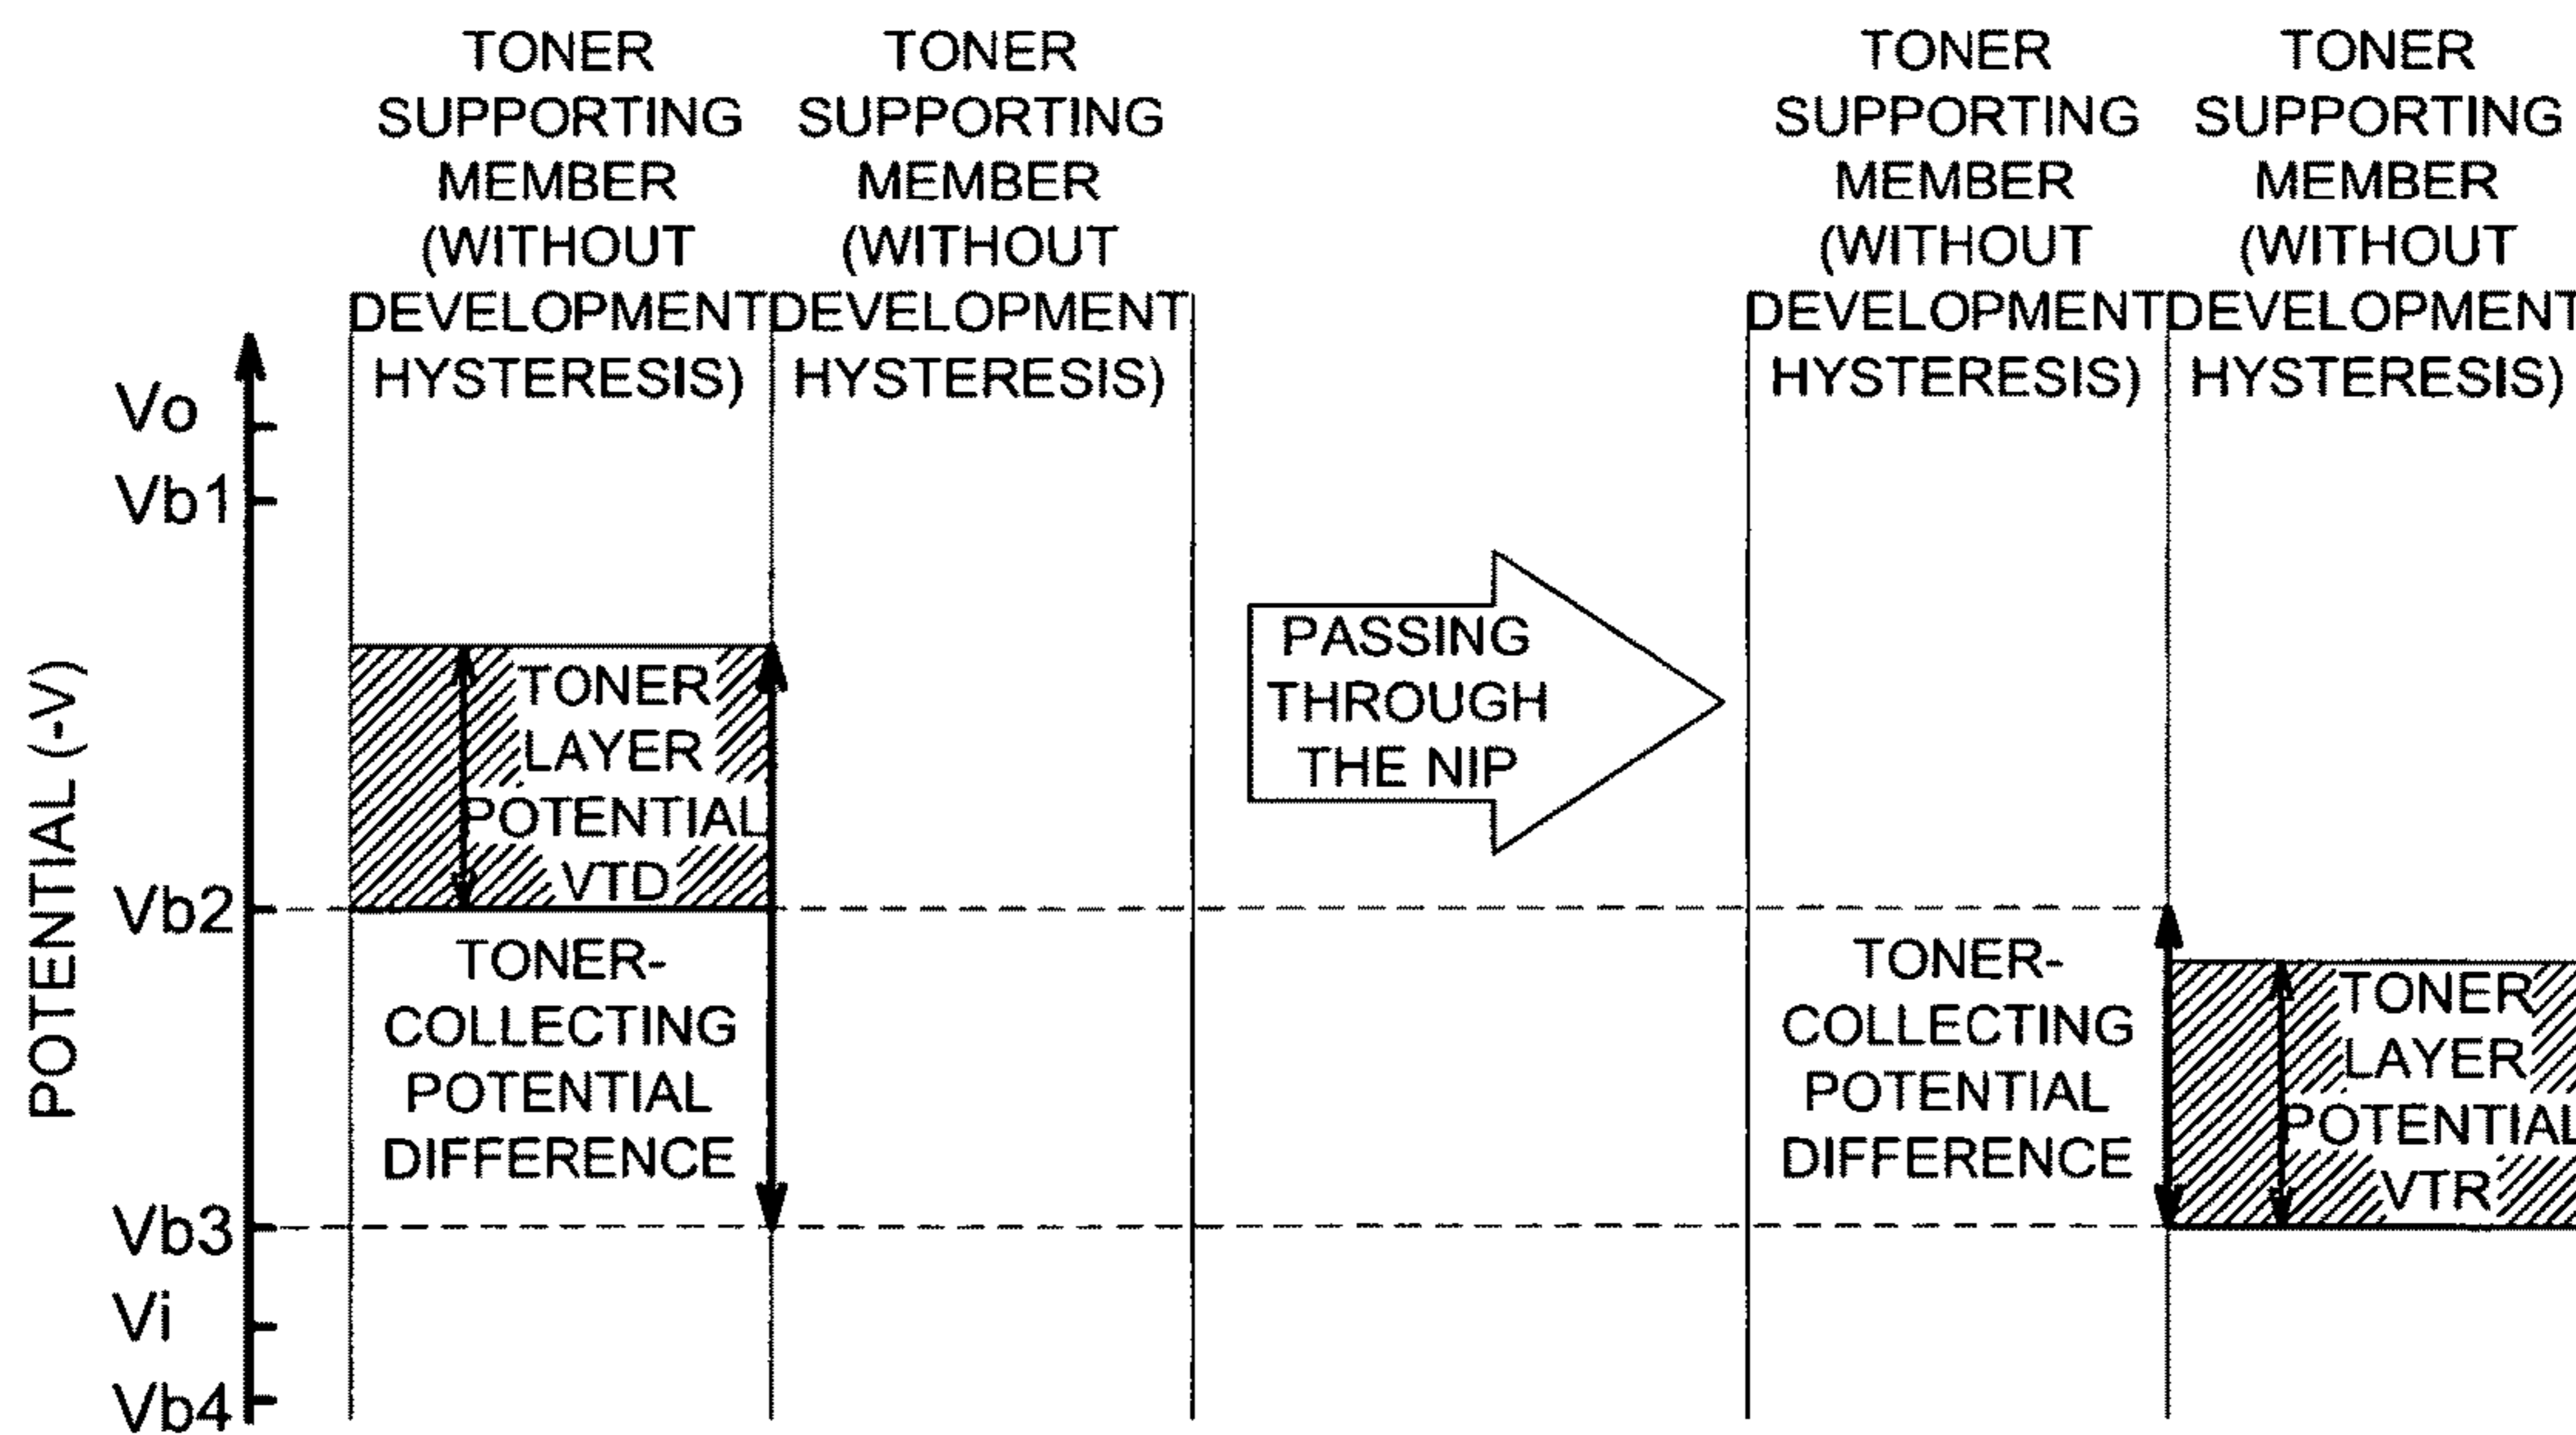 TONER
SUPPORTING
MEMBER
(WITHOUT
DEVELOPMENT
HYSTERESIS)
TONER
SUPPORTING
MEMBER
(WITHOUT
DEVELOPMENT
HYSTERESIS)
TONER
SUPPORTING
MEMBER
(WITHOUT
DEVELOPMENT
HYSTERESIS)
TONER
SUPPORTING
MEMBER
(WITHOUT
DEVELOPMENT
HYSTERESIS)
POTENTIAL (-V)
Vo
Vb1
Vb2
Vb3
Vi
Vb4
TONER
LAYER
POTENTIAL
VTD
TONER-
COLLECTING
POTENTIAL
DIFFERENCE
PASSING
THROUGH
THE NIP
TONER-
COLLECTING
POTENTIAL
DIFFERENCE
TONER
LAYER
POTENTIAL
VTR